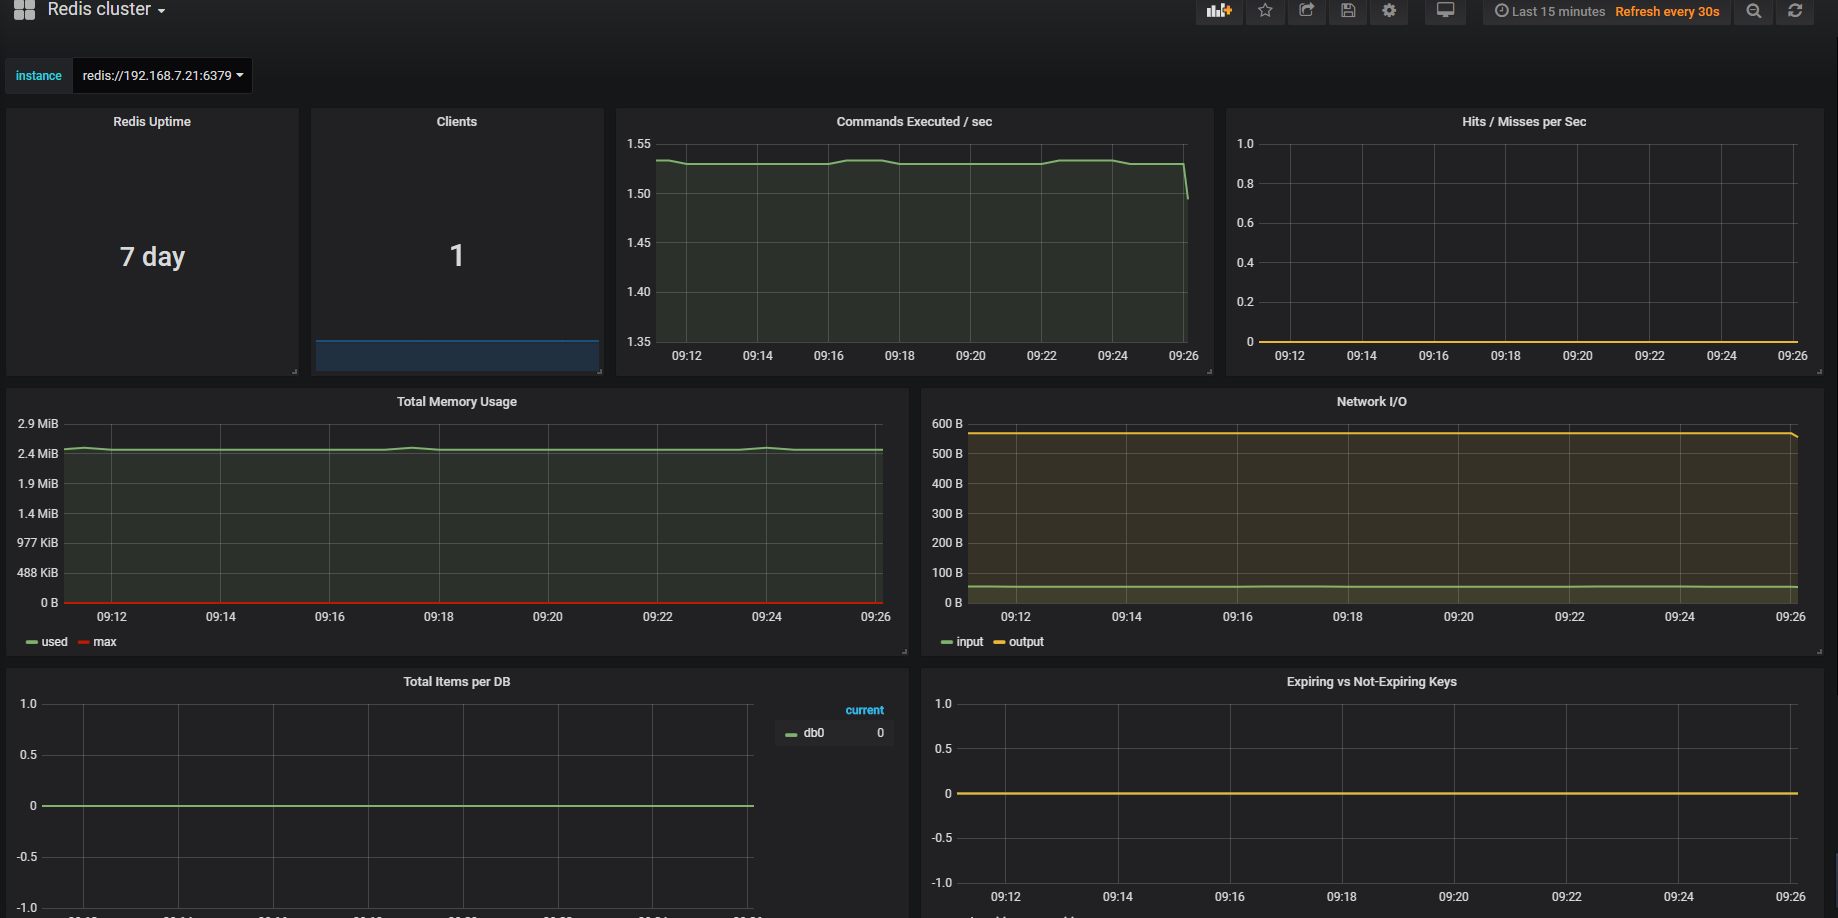 Redis cluster
Last 15 minutes Refresh every 30s
instance redis://192.168.7.21:6379
Redis Uptime
7 day
Clients
1
Commands Executed / sec
1.55
1.50
1.45
1.40
1.35
09:12 09:14 09:16 09:18 09:20 09:22 09:24 09:26
Hits / Misses per Sec
1.0
0.8
0.6
0.4
0.2
0
09:12 09:14 09:16 09:18 09:20 09:22 09:24 09:26
Total Memory Usage
2.9 MiB
2.4 MiB
1.9 MiB
1.4 MiB
977 KiB
488 KiB
0 B
09:12 09:14 09:16 09:18 09:20 09:22 09:24 09:26
used max
Network I/O
600 B
500 B
400 B
300 B
200 B
100 B
0 B
09:12 09:14 09:16 09:18 09:20 09:22 09:24 09:26
input output
Total Items per DB
1.0
0.5
0
-0.5
-1.0
current
db0 0
Expiring vs Not-Expiring Keys
1.0
0.5
0
-0.5
-1.0
09:12 09:14 09:16 09:18 09:20 09:22 09:24 09:26